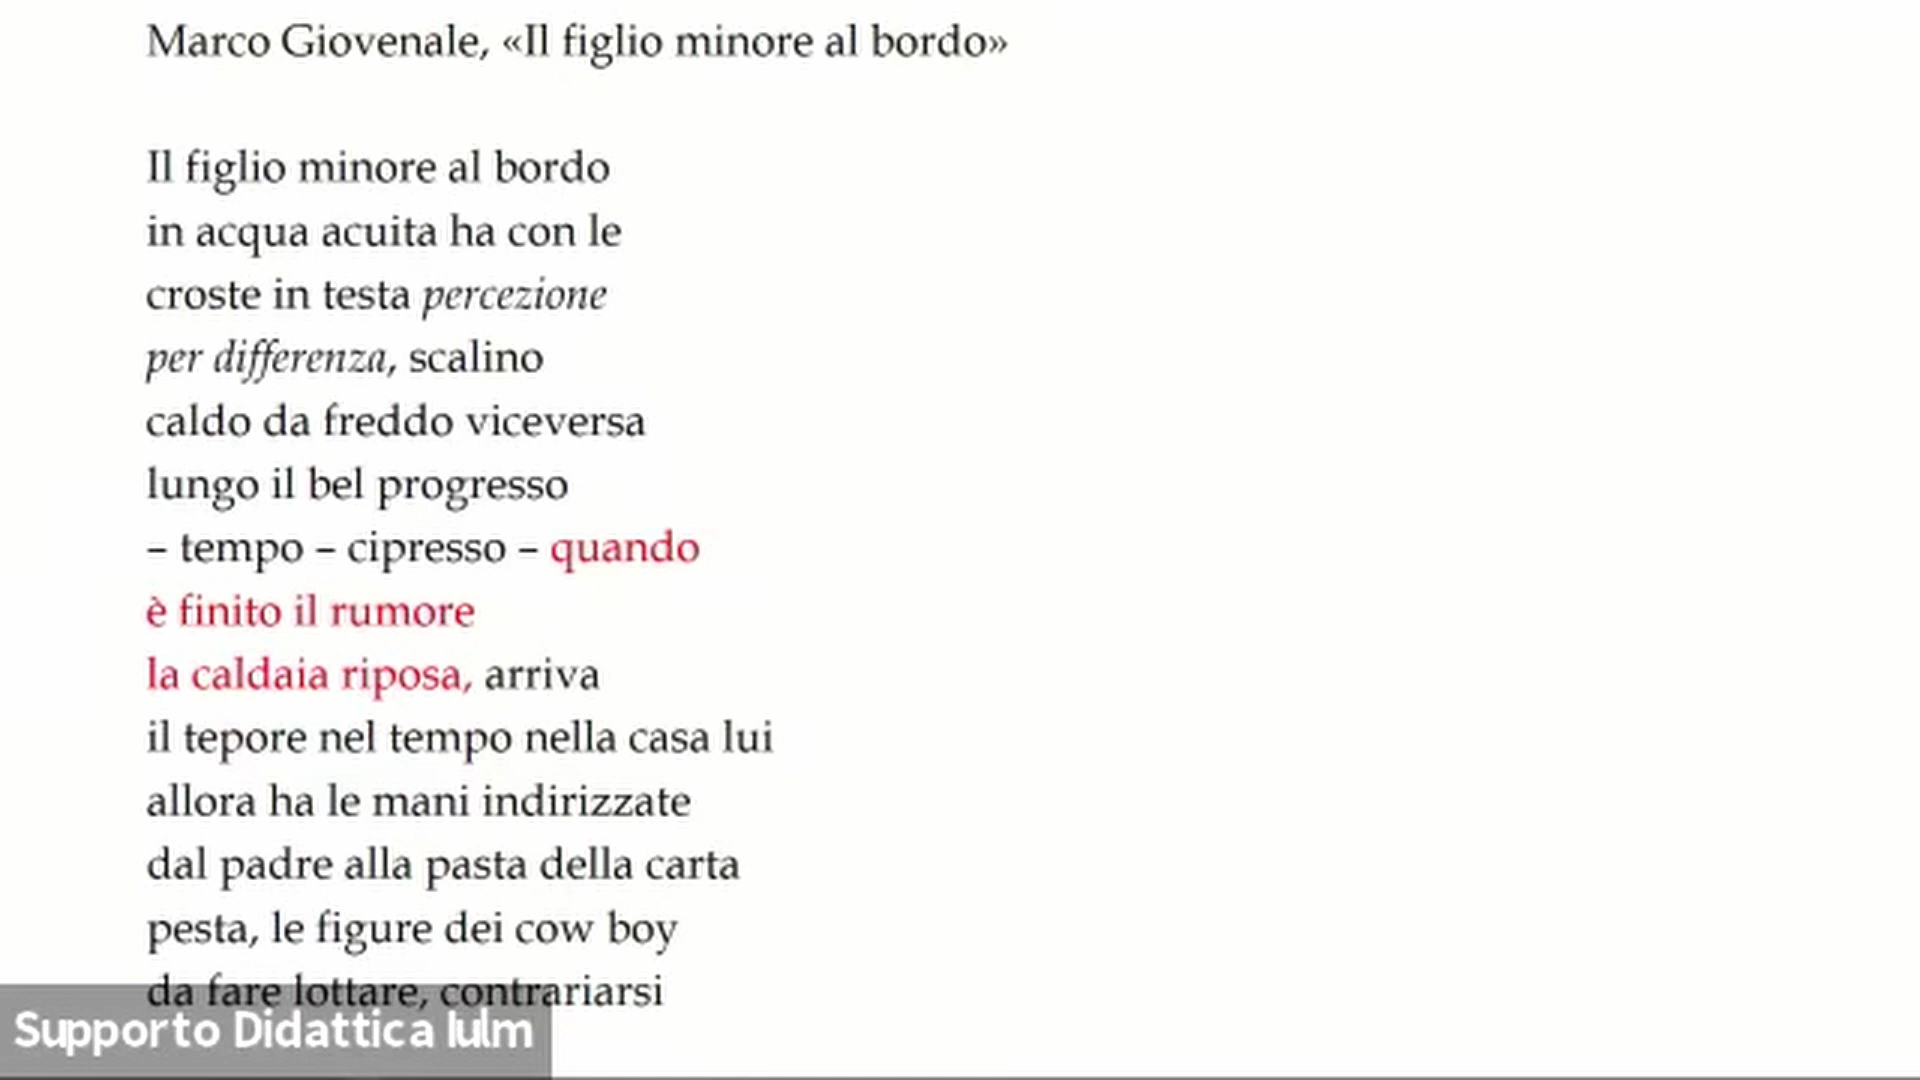 Marco Giovenale, «Il figlio minore al bordo»
Il figlio minore al bordo
in acqua acuita ha con le
croste in testa percezione
per differenza, scalino
caldo da freddo viceversa
lungo il bel progresso
– tempo – cipresso – quando
è finito il rumore
la caldaia riposa, arriva
il tepore nel tempo nella casa lui
allora ha le mani indirizzate
dal padre alla pasta della carta
pesta, le figure dei cow boy
da fare lottare, contrariarsi
Supporto Didattica Iulm